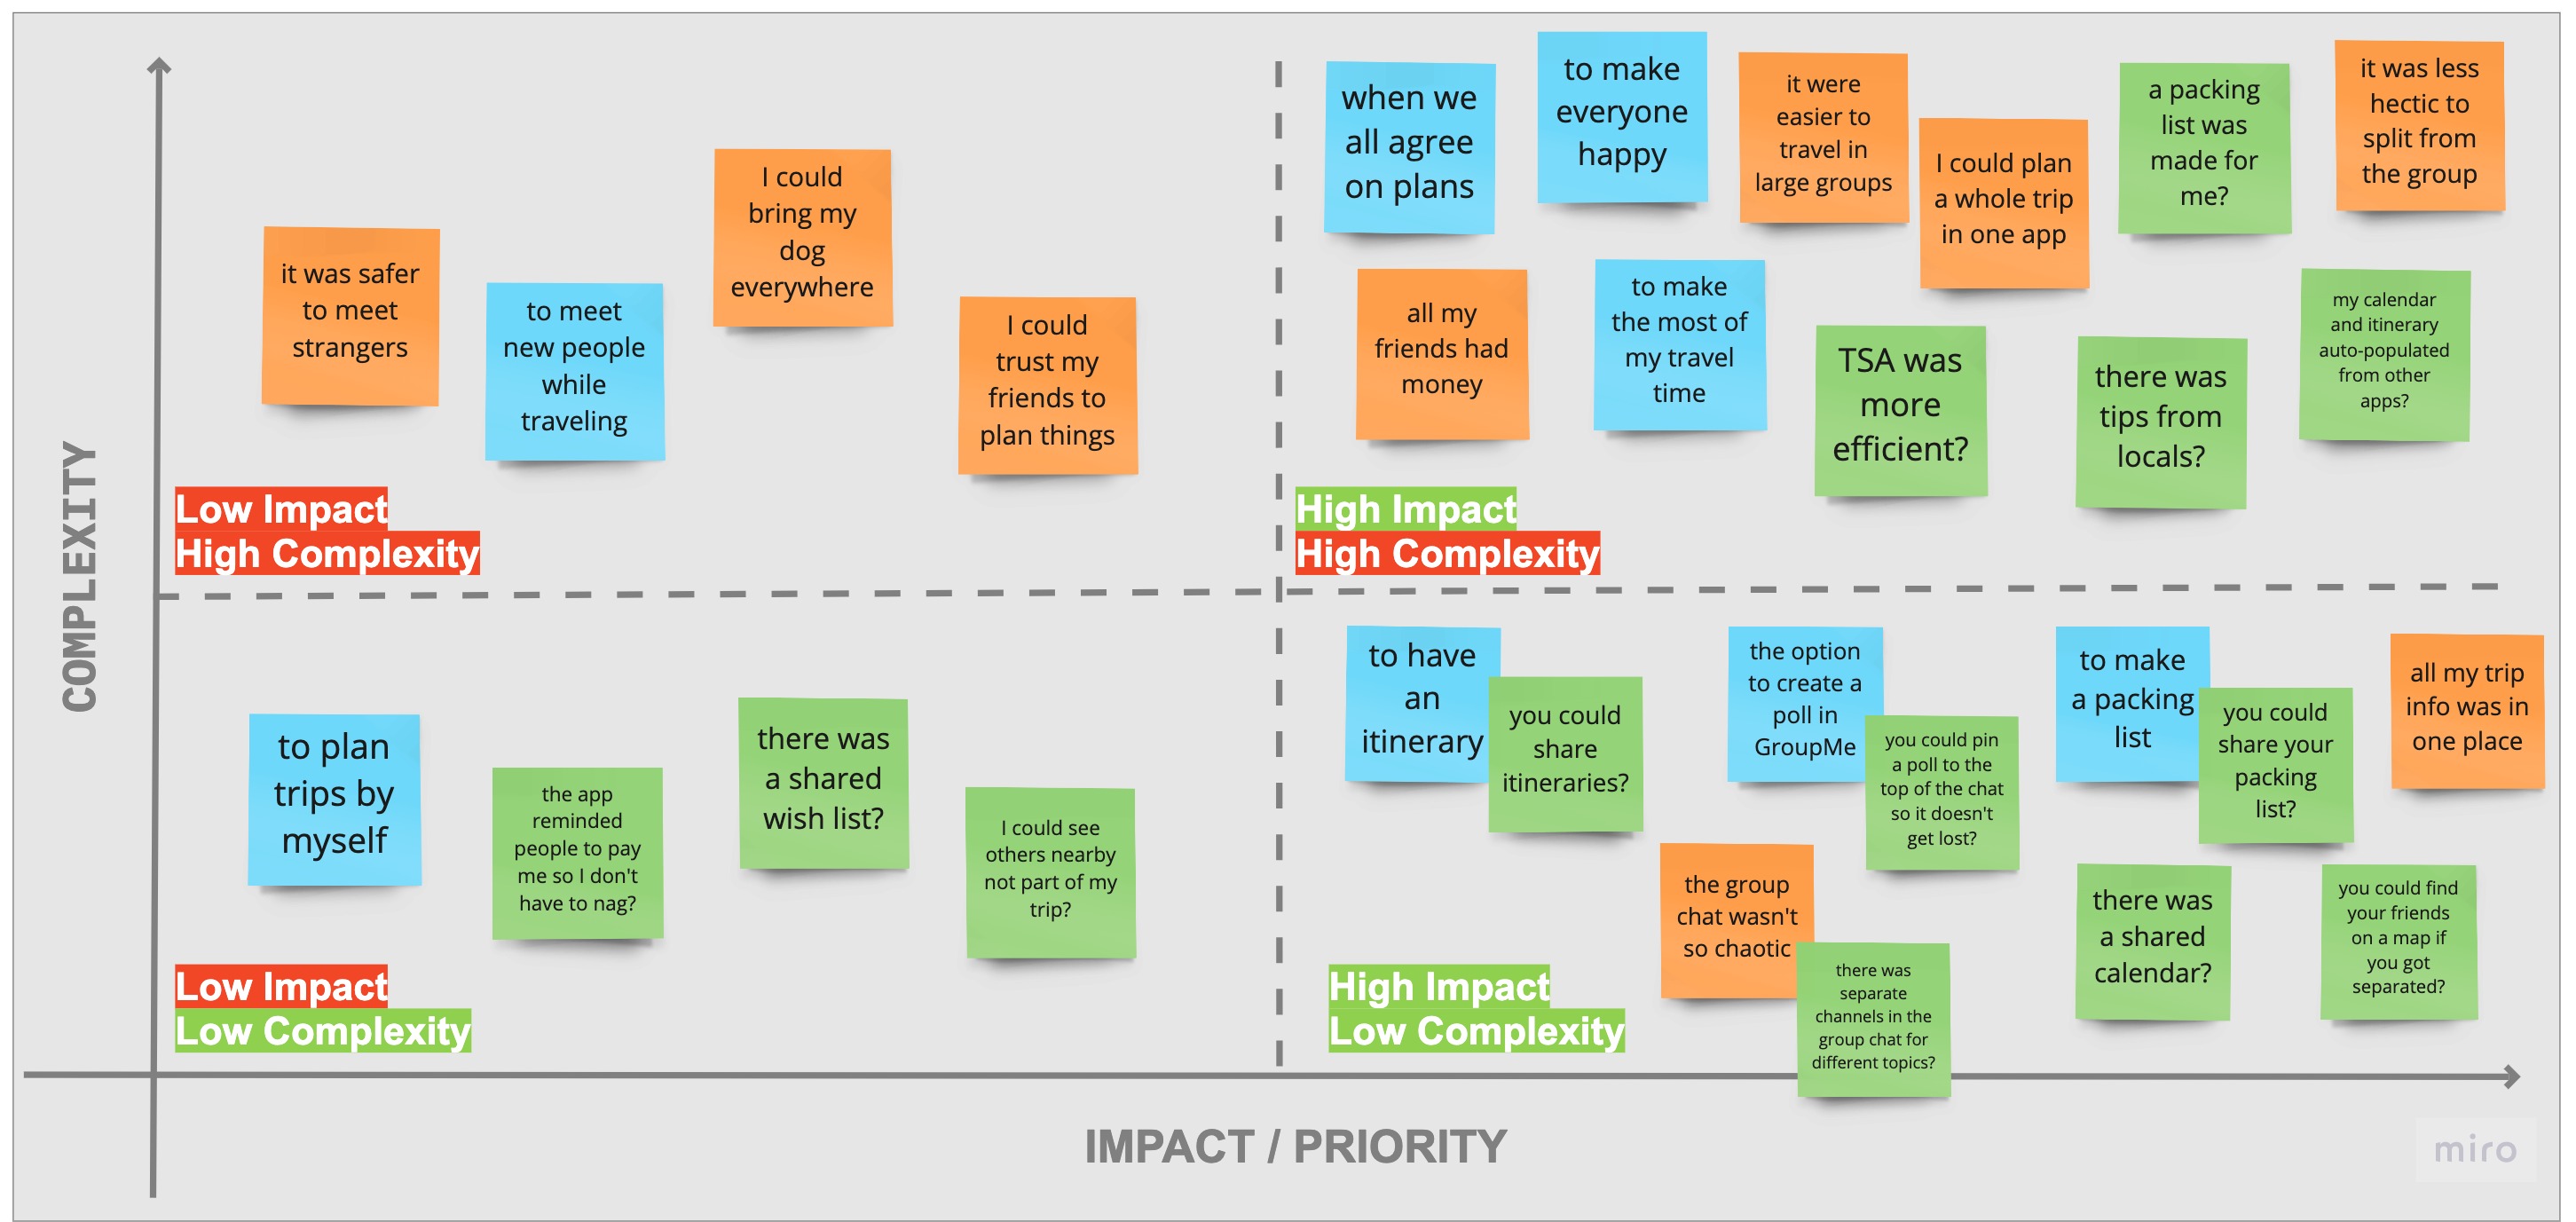 COMPLEXITY
it was safer
to meet
strangers
to meet
new people
while
traveling
I could
bring my
dog
everywhere
I could
trust my
friends to
plan things
Low Impact
High Complexity
when we
all agree
on plans
to make
everyone
happy
it were
easier to
travel in
large groups
I could plan
a whole trip
in one app
a packing
list was
made for
me?
it was less
hectic to
split from
the group
all my
friends had
money
to make
the most of
my travel
time
TSA was
more
efficient?
there was
tips from
locals?
my calendar
and itinerary
auto-populated
from other
apps?
High Impact
High Complexity
to plan
trips by
myself
the app
reminded
people to pay
me so I don't
have to nag?
there was
a shared
wish list?
I could see
others nearby
not part of my
trip?
Low Impact
Low Complexity
to have
an
itinerary
you could
share
itineraries?
the option
to create a
poll in
GroupMe
you could pin
a poll to the
top of the chat
so it doesn't
get lost?
to make
a packing
list
you could
share your
packing
list?
all my trip
info was in
one place
the group
chat wasn't
so chaotic
there was
separate
channels in the
group chat for
different topics?
there was
a shared
calendar?
you could find
your friends
on a map if
you got
separated?
High Impact
Low Complexity
IMPACT / PRIORITY
miro